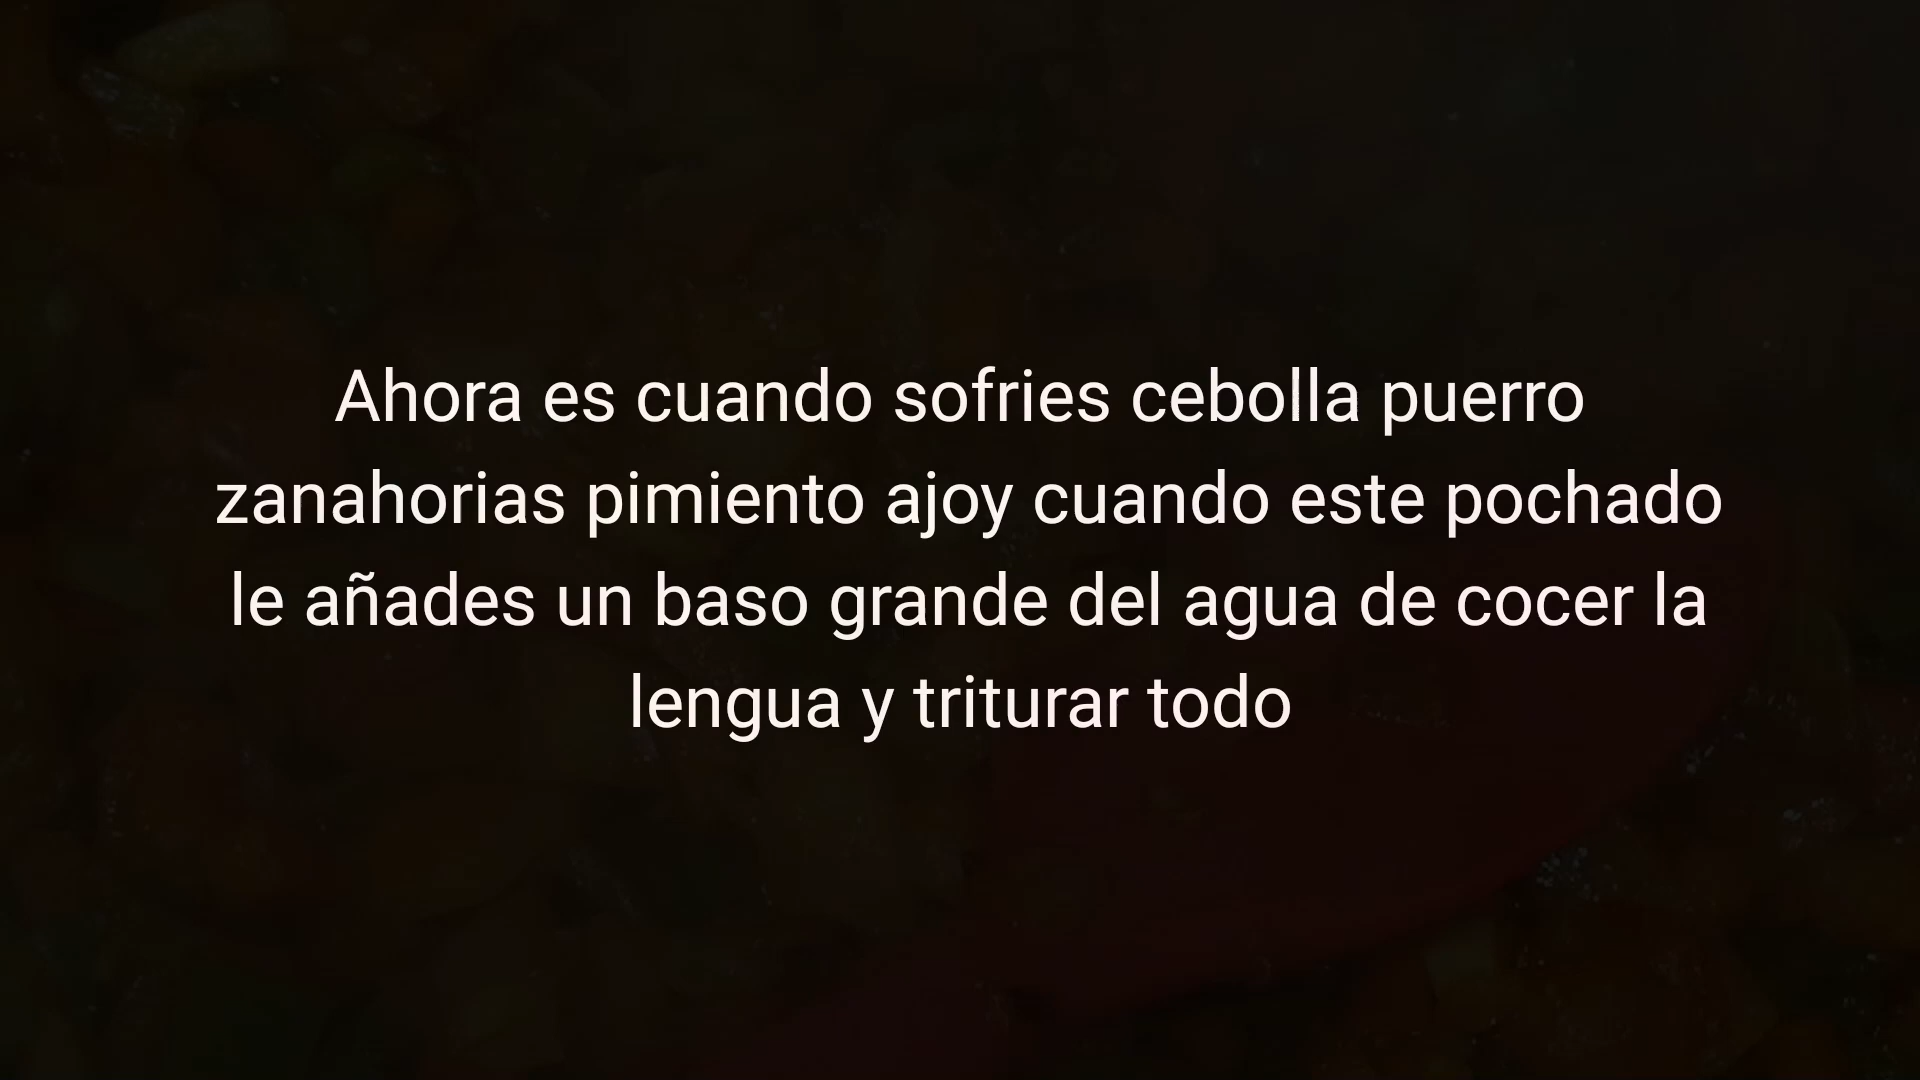 Ahora es cuando sofries cebolla puerro
zanahorias pimiento ajoy cuando este pochado
le añades un baso grande del agua de cocer la
lengua y triturar todo